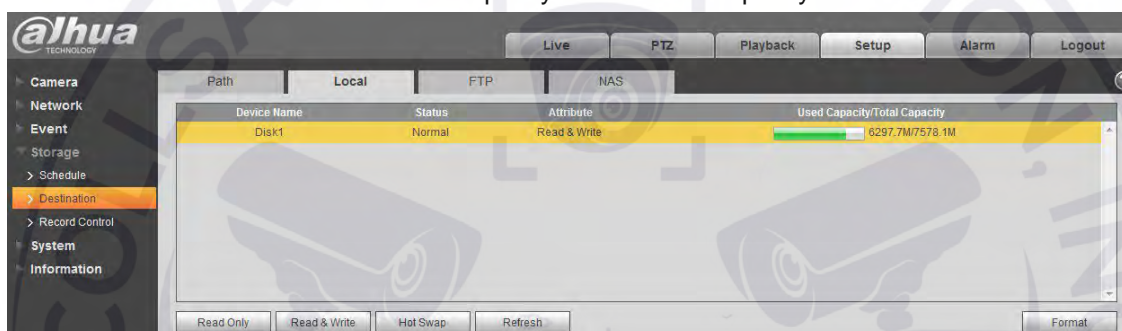 alhua
TECHNOLOGY
Live PTZ Playback Setup Alarm Logout
Camera
Network
Event
Storage
Schedule
Destination
Record Control
System
Information
Path Local FTP NAS
Device Name Status Attribute Used Capacity/Total Capacity
Disk1 Normal Read & Write 6297.7M/7578.1M
Read Only Read & Write Hot Swap Refresh Format